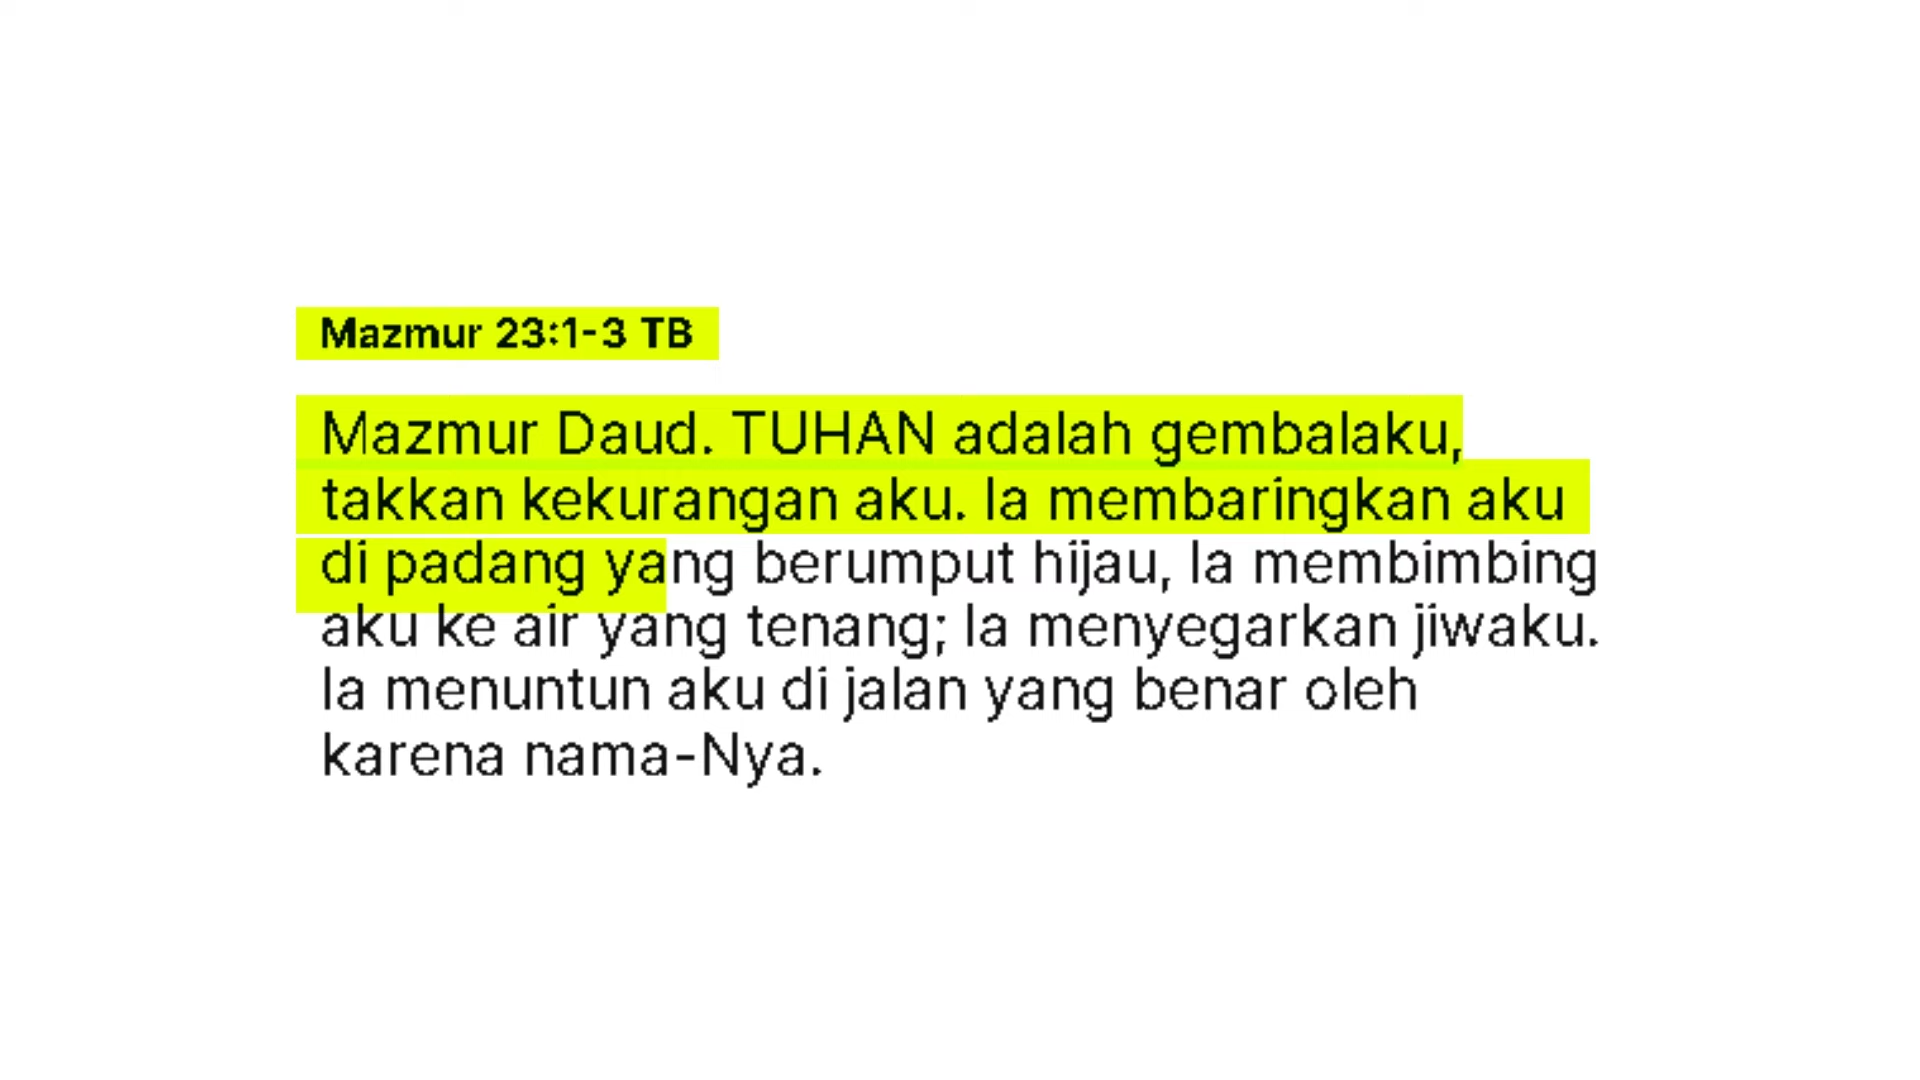 Mazmur 23:1-3 TB
Mazmur Daud. TUHAN adalah gembalaku,
takkan kekurangan aku. Ia membaringkan aku
di padang yang berumput hijau, Ia membimbing
aku ke air yang tenang; Ia menyegarkan jiwaku.
Ia menuntun aku di jalan yang benar oleh
karena nama-Nya.